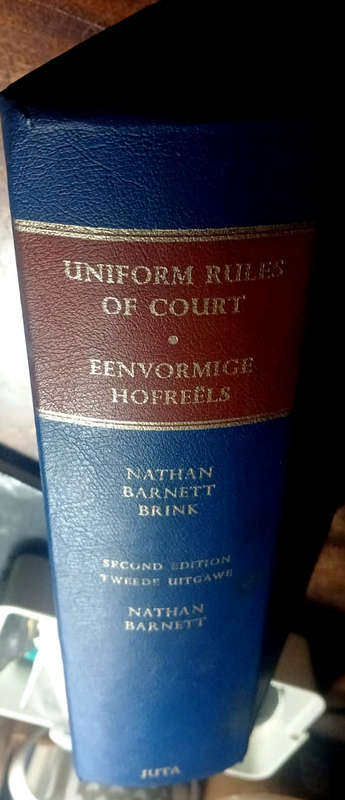 UNIFORM RULES
OF COURT
•
EENVORMIGE
HOFREËLS
NATHAN
BARNETT
BRINK
SECOND EDITION
TWEEDE UITGAWE
NATHAN
BARNETT
JUTA